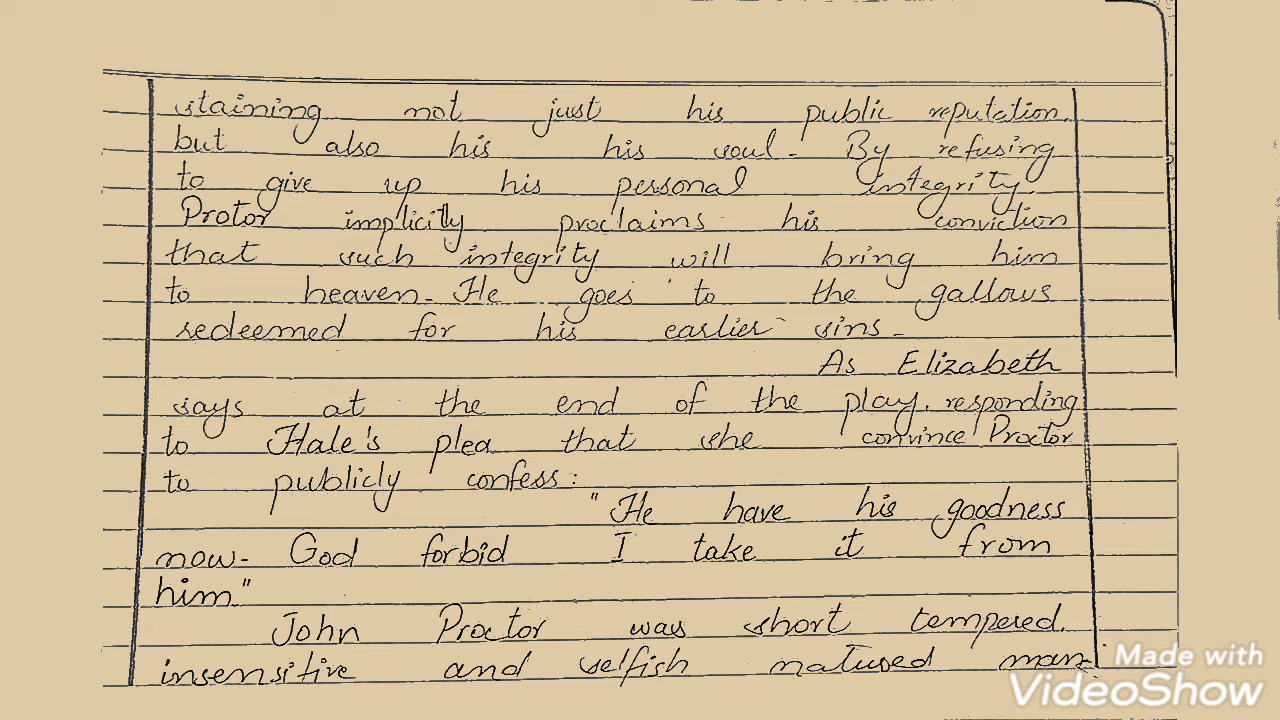 staining not just his public reputation.
but also his his soul. By refusing
to give up his personal integrity.
Protor implicitly proclaims his conviction
that such integrity will bring him
to heaven. He goes to the gallows
redeemed for his earlier sins.
As Elizabeth
says at the end of the play, responding
to Hale's plea that she convince Proctor
to publicly confess:
"He have his goodness
now. God forbid I take it from
him."
John Proctor was short tempered.
insensitive and selfish natured man.
Made with
VideoShow